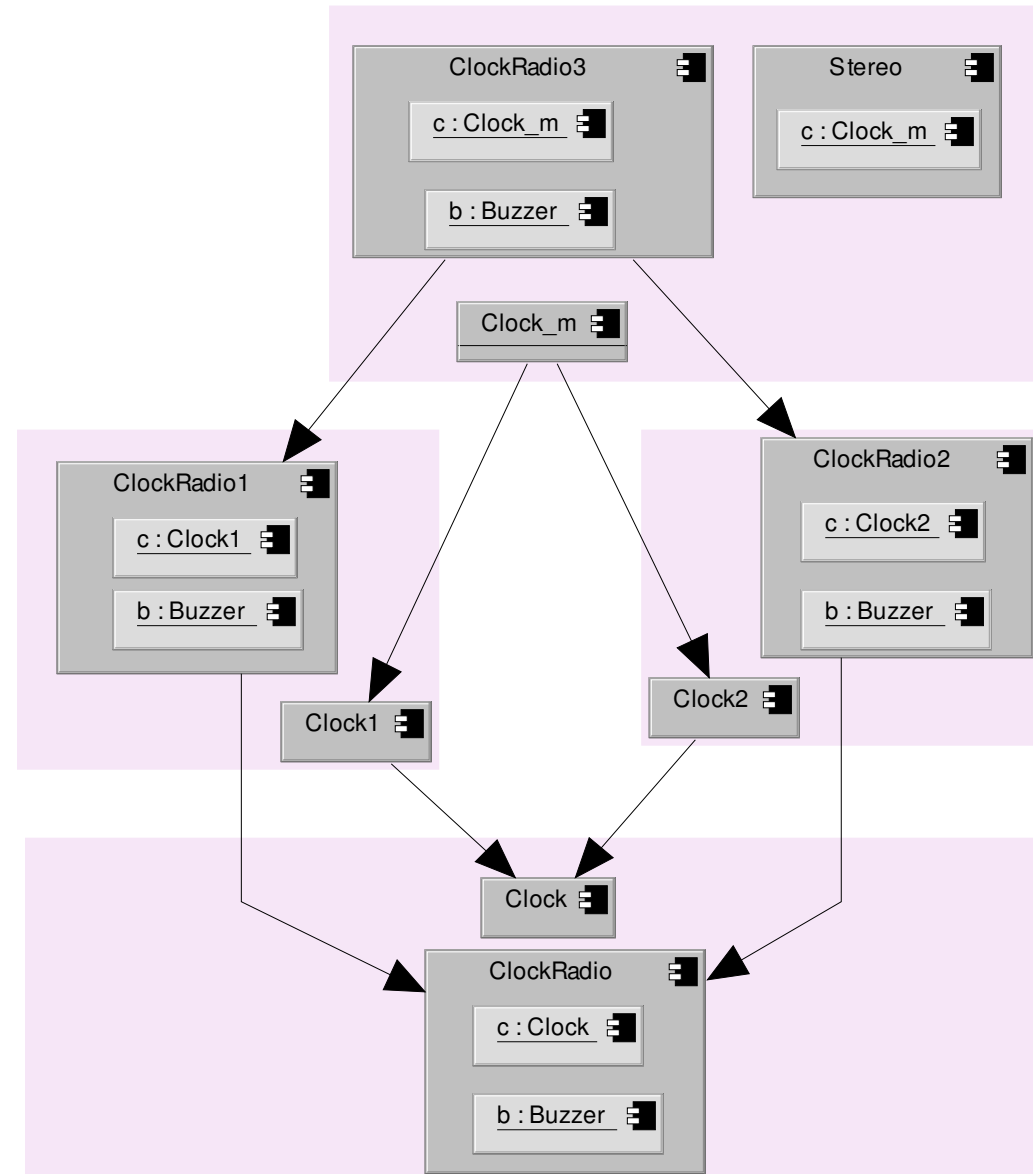 ClockRadio3
Stereo
c : Clock_m
c : Clock_m
b : Buzzer
Clock_m
ClockRadio1
ClockRadio2
c : Clock1
c : Clock2
b : Buzzer
b : Buzzer
Clock1
Clock2
Clock
ClockRadio
c : Clock
b : Buzzer